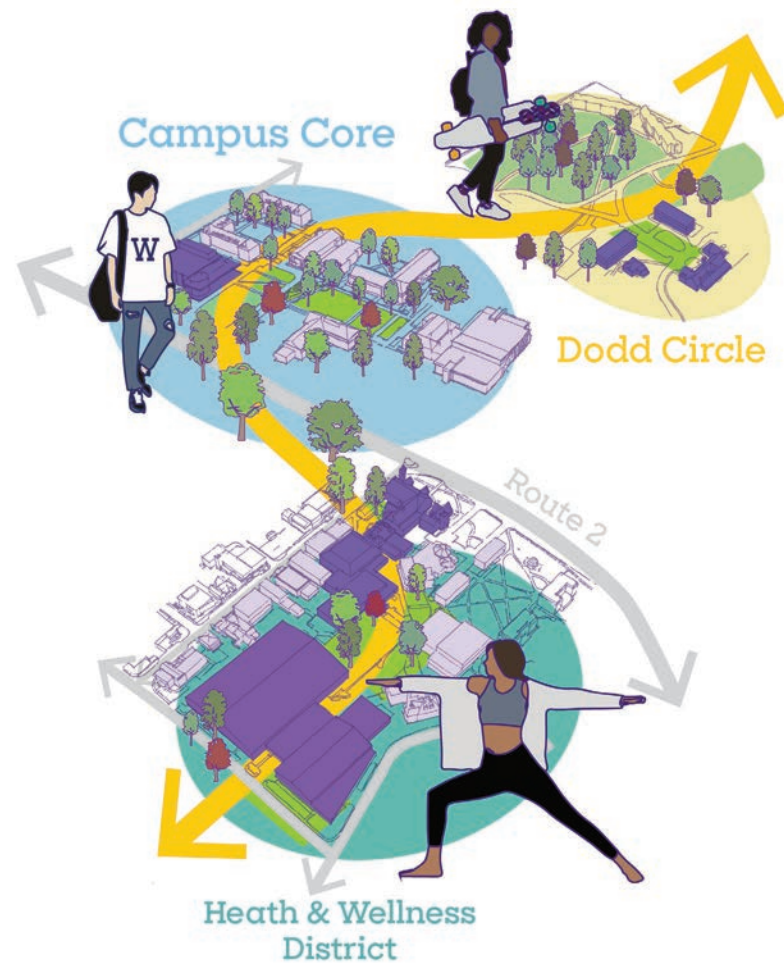 Campus Core
W
Dodd Circle
Route 2
Heath & Wellness
District